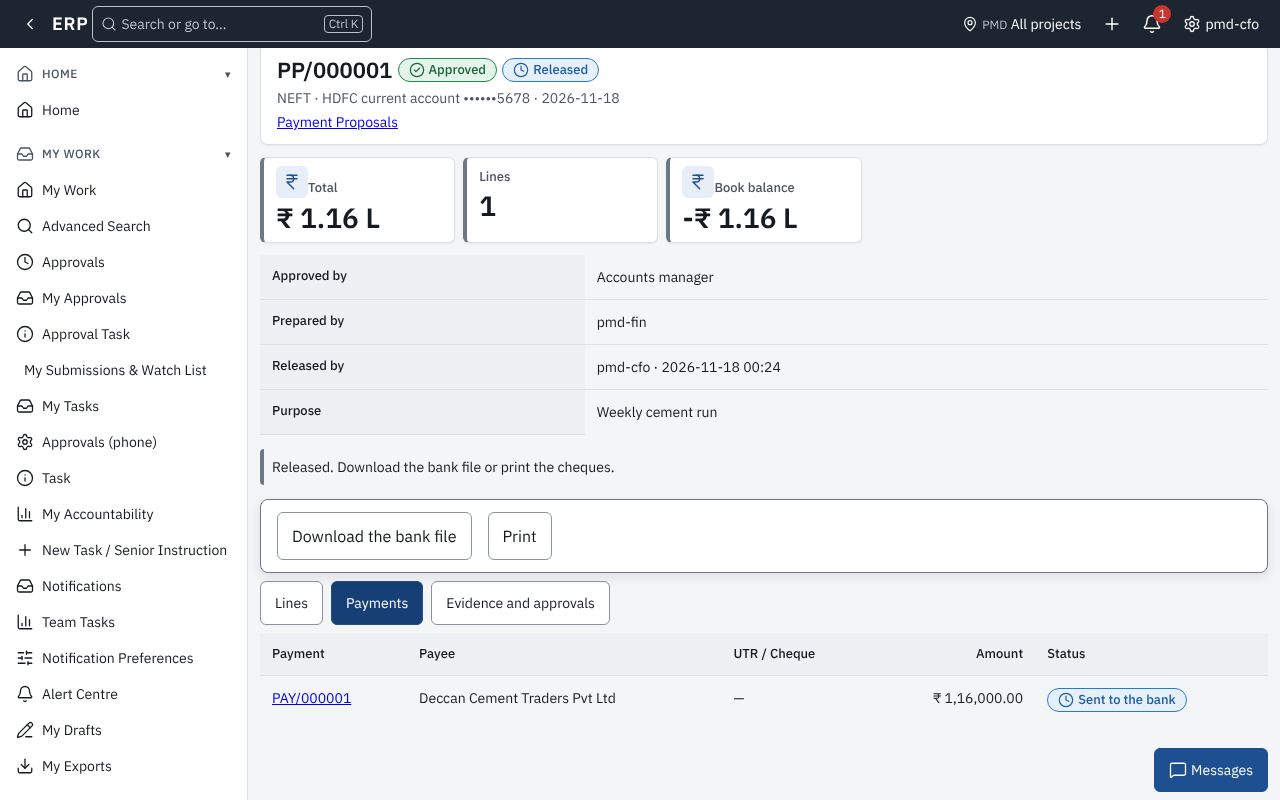 ERP
Search or go to...
Ctrl K
PMD All projects
1
pmd-cfo
HOME
Home
MY WORK
My Work
Advanced Search
Approvals
My Approvals
Approval Task
My Submissions & Watch List
My Tasks
Approvals (phone)
Task
My Accountability
New Task / Senior Instruction
Notifications
Team Tasks
Notification Preferences
Alert Centre
My Drafts
My Exports
PP/000001 Approved Released
NEFT · HDFC current account ••••••5678 · 2026-11-18
Payment Proposals
₹ Total
₹ 1.16 L
Lines
1
₹ Book balance
-₹ 1.16 L
Approved by Accounts manager
Prepared by pmd-fin
Released by pmd-cfo · 2026-11-18 00:24
Purpose Weekly cement run
Released. Download the bank file or print the cheques.
Download the bank file Print
Lines Payments Evidence and approvals
Payment Payee UTR / Cheque Amount Status
PAY/000001 Deccan Cement Traders Pvt Ltd — ₹ 1,16,000.00 Sent to the bank
Messages